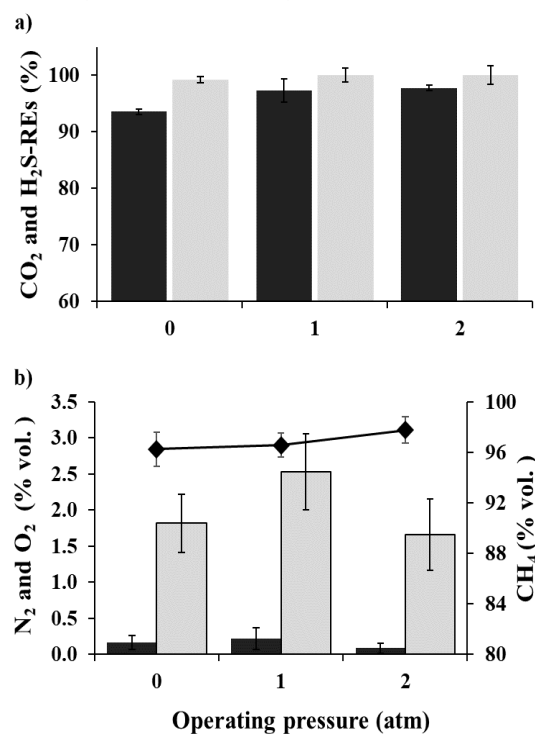 a)
CO₂ and H₂S-REs (%)
100
90
80
70
60
0 1 2
b)
N₂ and O₂ (% vol.)
3.5
3.0
2.5
2.0
1.5
1.0
0.5
0.0
CH₄ (% vol.)
100
96
92
88
84
80
0 1 2
Operating pressure (atm)